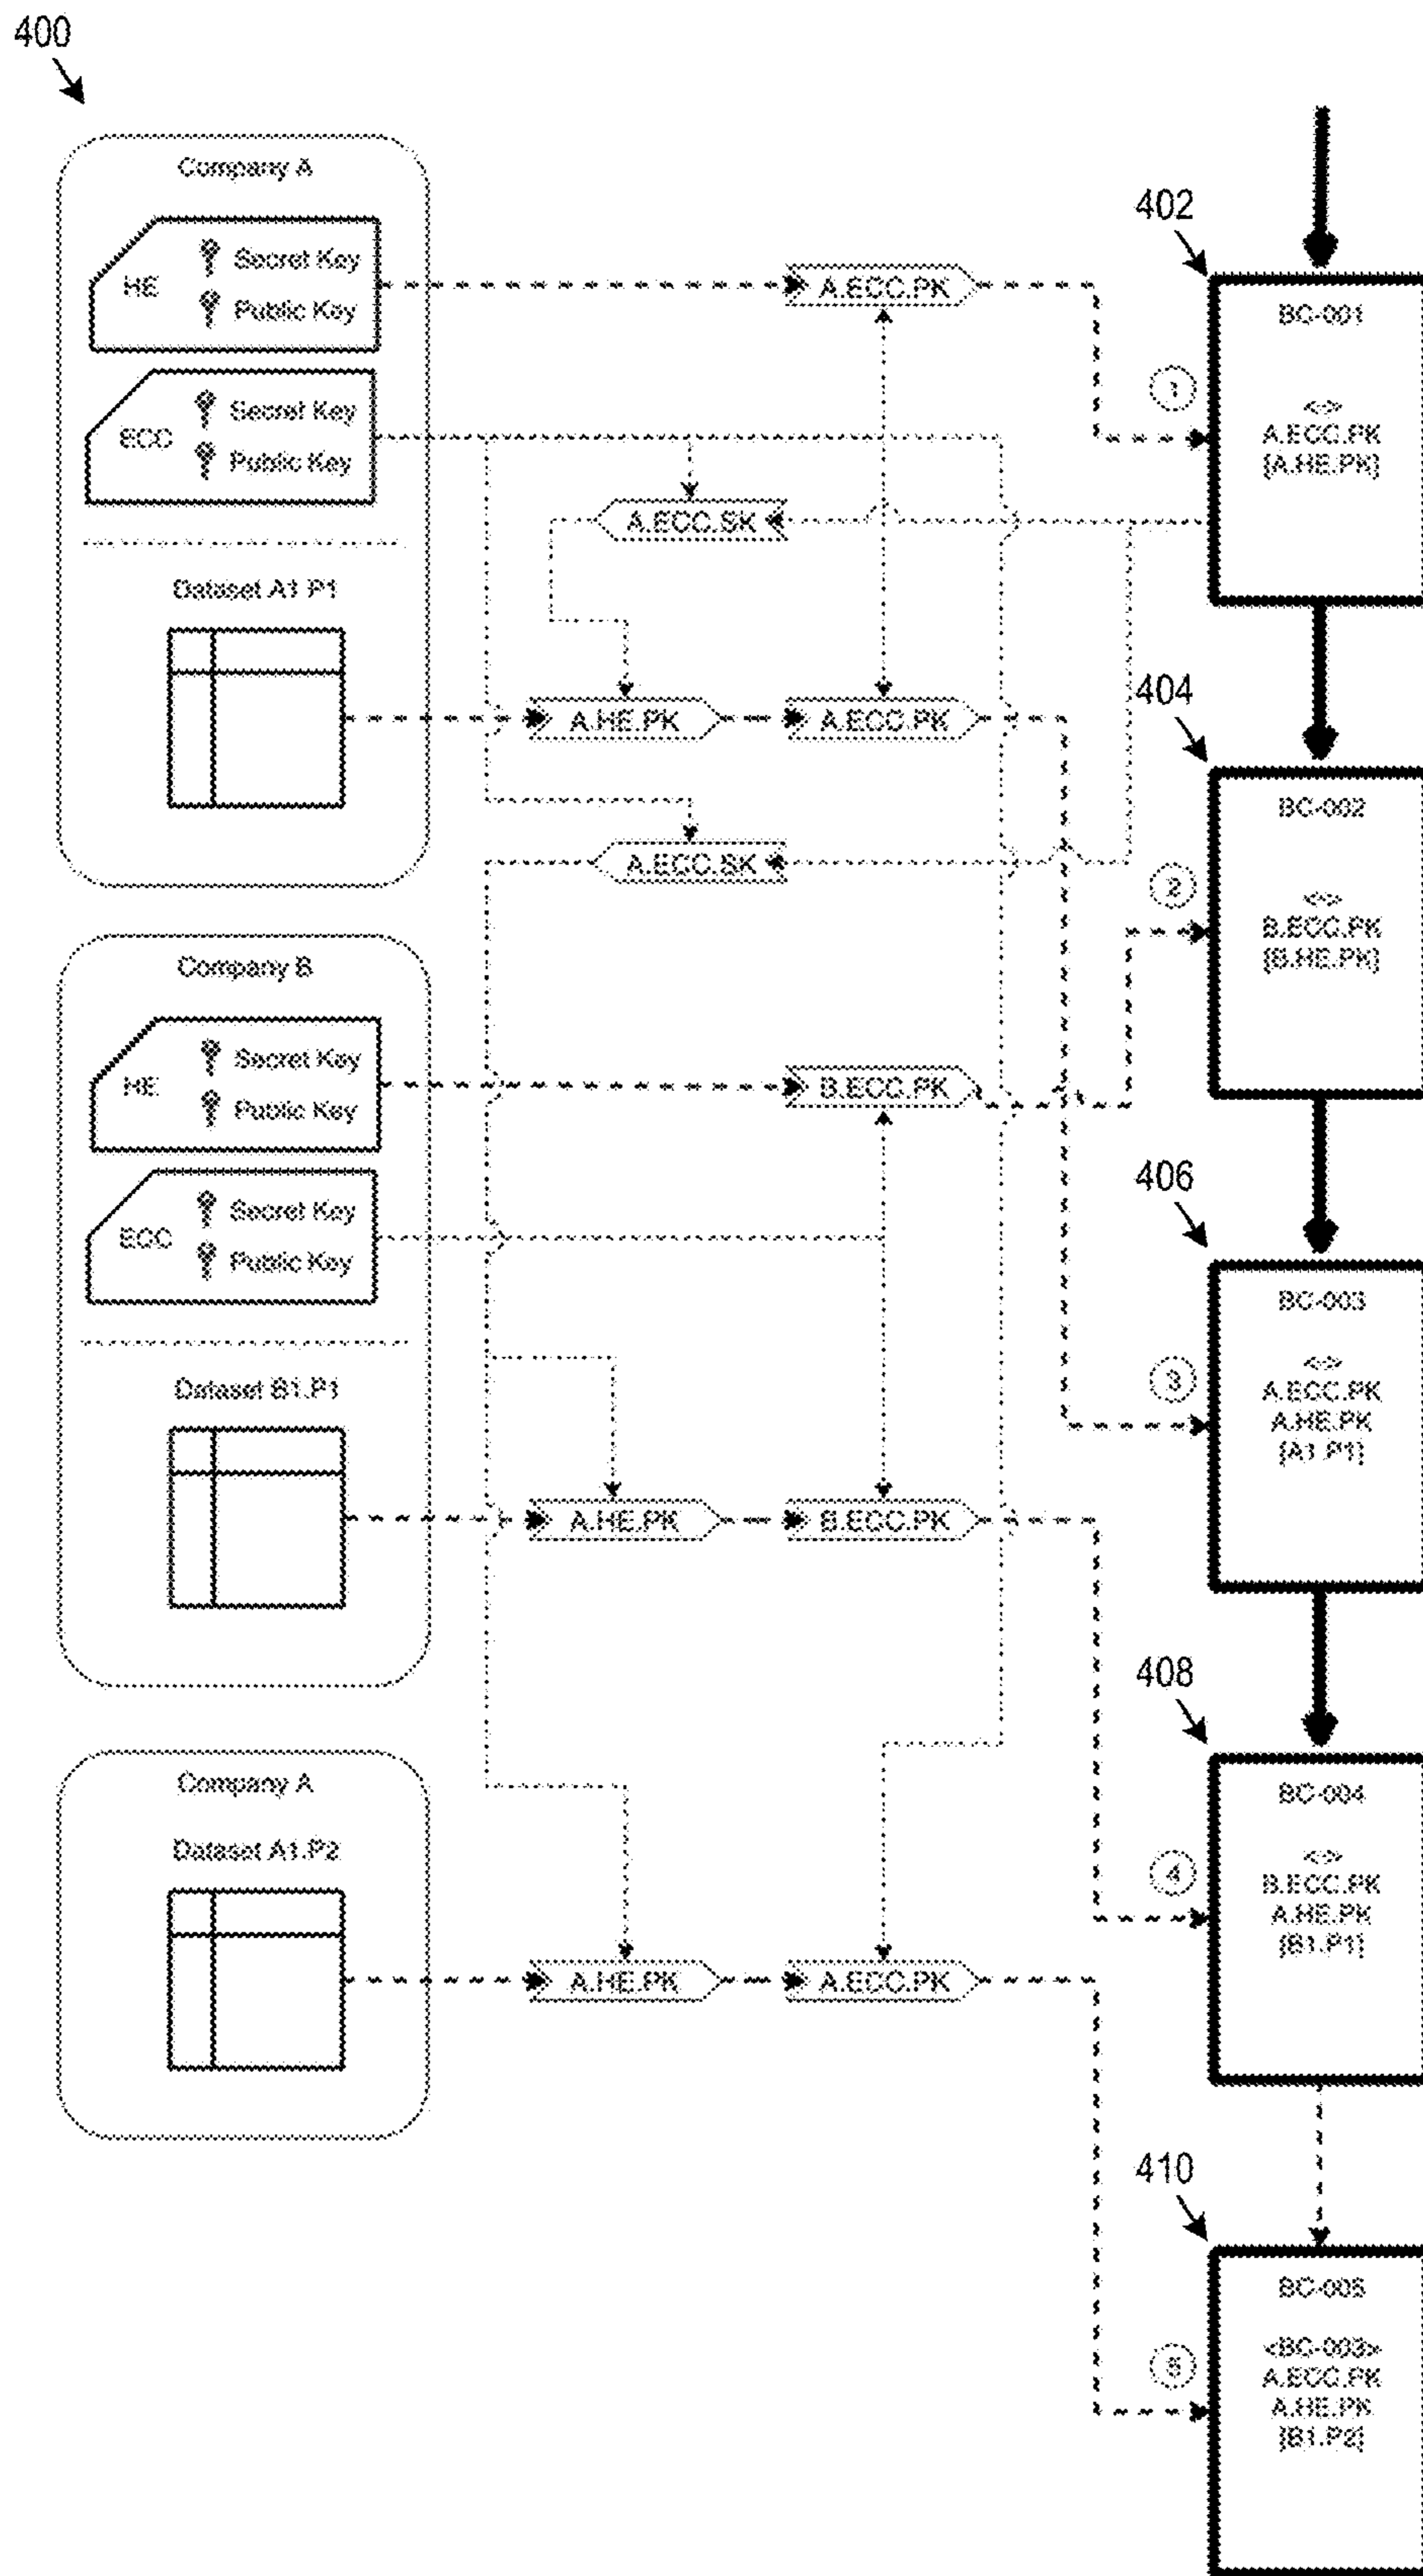 400
Company A
HE
Secret Key
Public Key
ECC
Secret Key
Public Key
Dataset A1.P1
A.ECC.PK
A.ECC.SK
A.HE.PK
A.ECC.PK
A.ECC.SK
Company B
HE
Secret Key
Public Key
ECC
Secret Key
Public Key
Dataset B1.P1
B.ECC.PK
A.HE.PK
B.ECC.PK
Company A
Dataset A1.P2
A.HE.PK
A.ECC.PK
402
BC-001
1
<->
A.ECC.PK
[A.HE.PK]
404
BC-002
2
<->
B.ECC.PK
[B.HE.PK]
406
BC-003
3
<->
A.ECC.PK
A.HE.PK
[A1.P1]
408
BC-004
4
<->
B.ECC.PK
A.HE.PK
[B1.P1]
410
BC-005
5
<BC-003>
A.ECC.PK
A.HE.PK
[B1.P2]